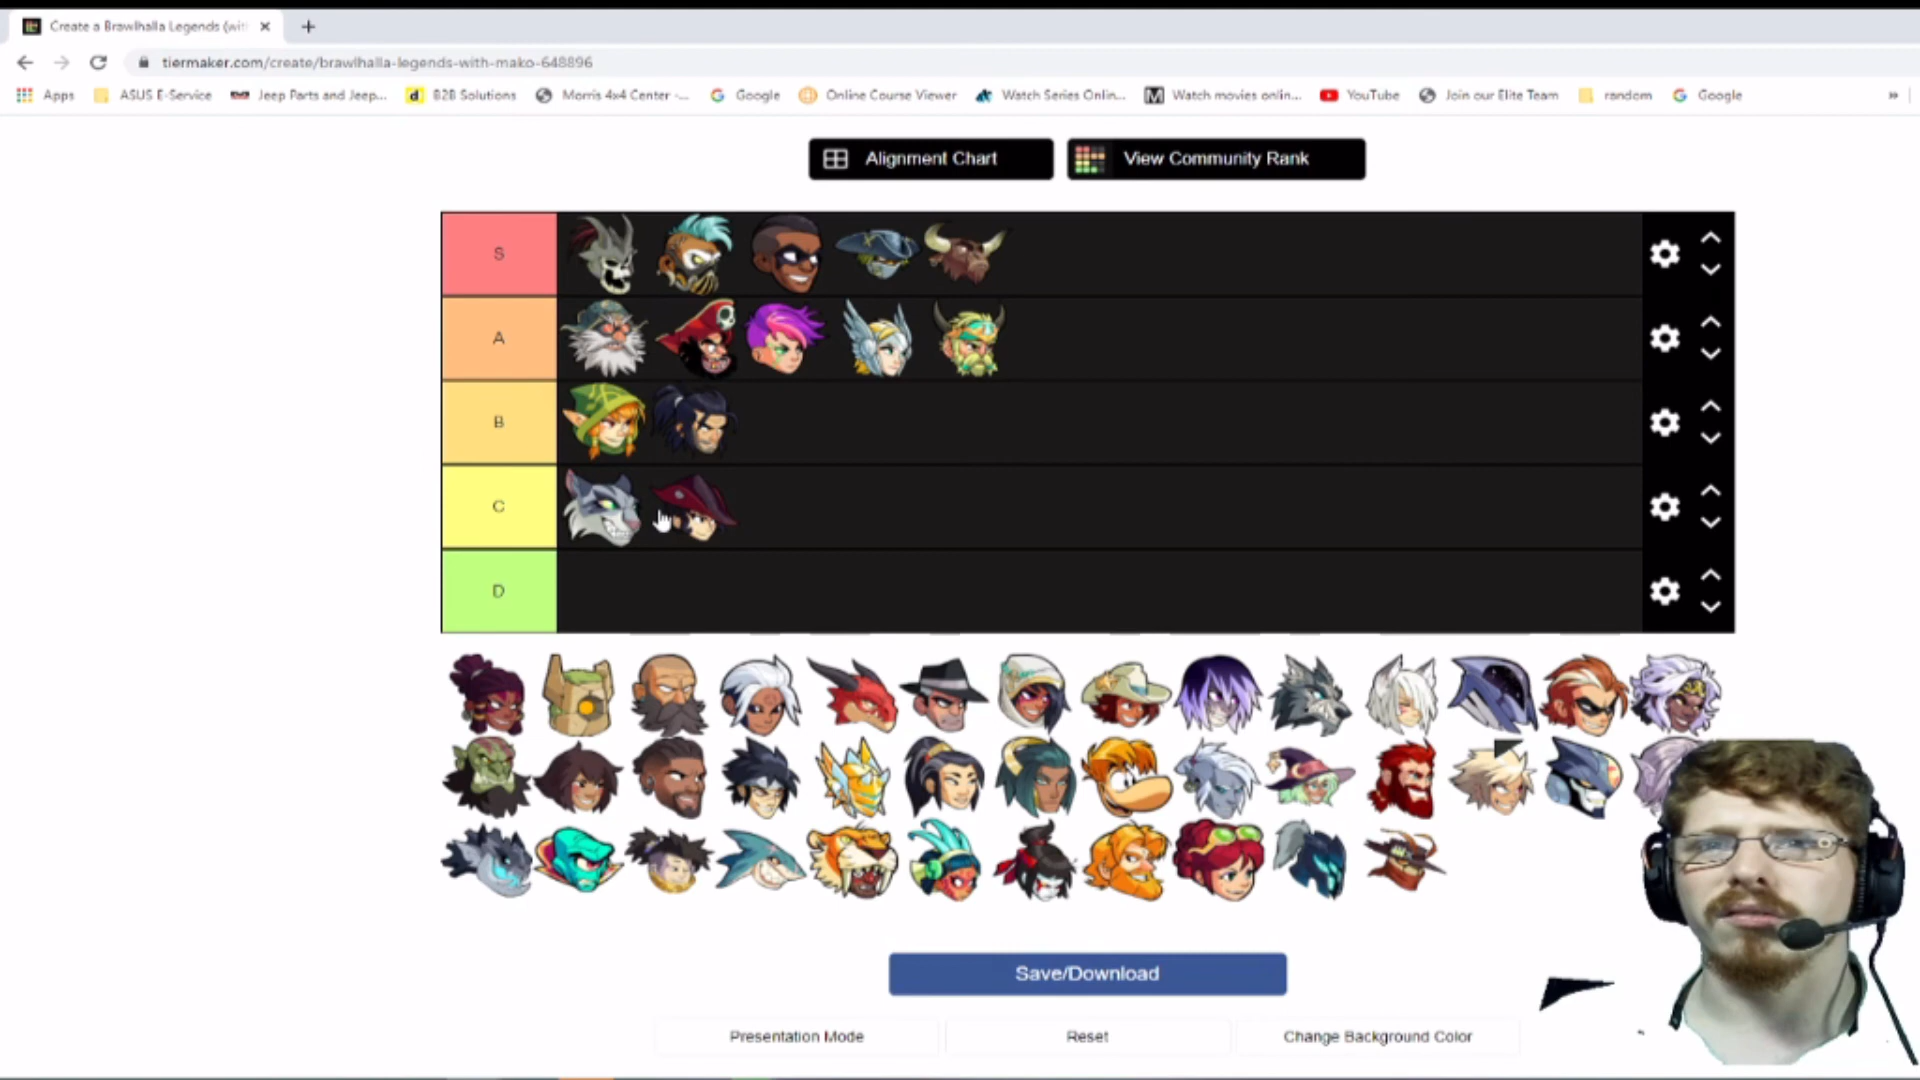 Create a Brawlhalla Legends (wit
tiermaker.com/create/brawlhalla-legends-with-mako-648896
Apps ASUS E-Service Jeep Parts and Jeep... B2B Solutions Morris 4x4 Center -... Google Online Course Viewer Watch Series Onlin... Watch movies onlin... YouTube Join our Elite Team random Google »
Alignment Chart View Community Rank
S
A
B
C
D
Save/Download
Presentation Mode Reset Change Background Color